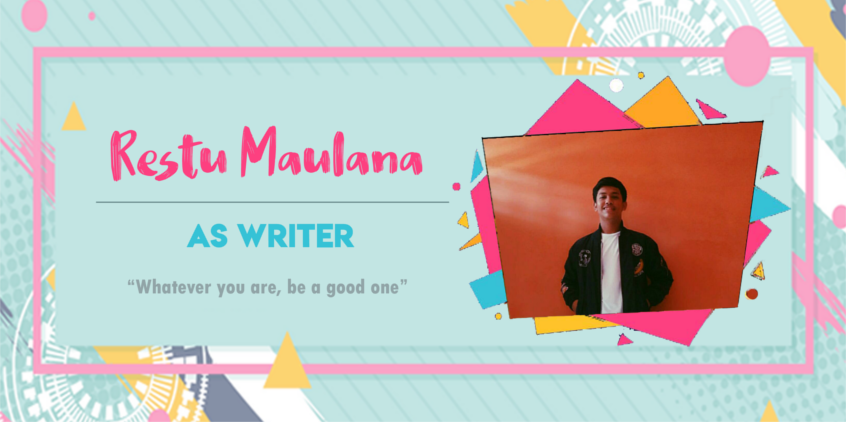 Restu Maulana
AS WRITER
“Whatever you are, be a good one”